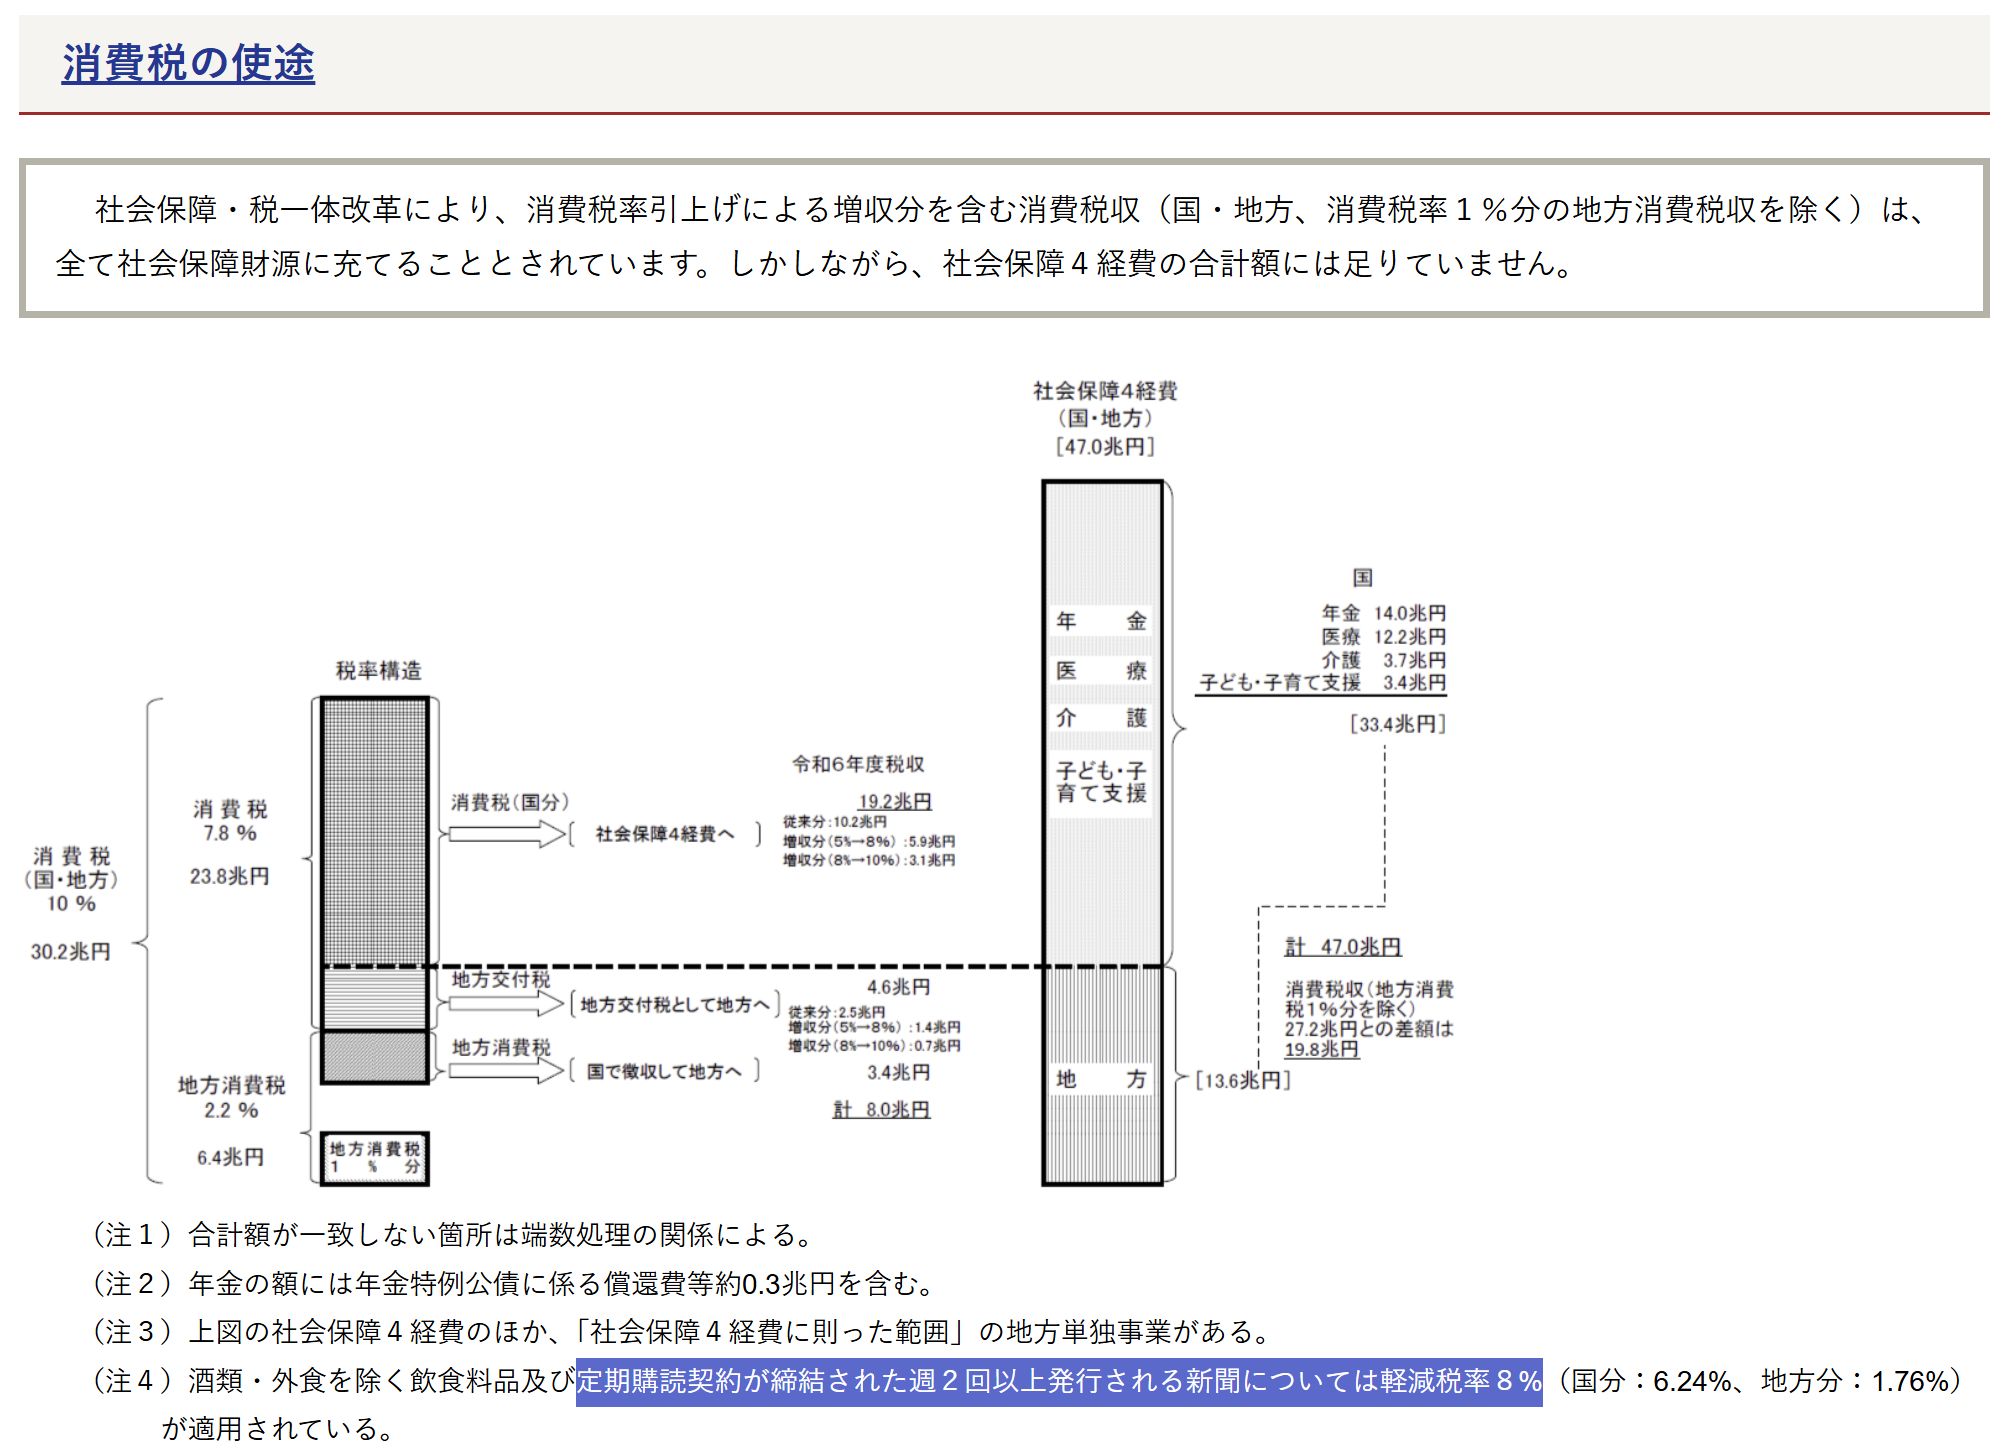 消費税の使途
社会保障・税一体改革により、消費税率引上げによる増収分を含む消費税収（国・地方、消費税率１％分の地方消費税収を除く）は、
全て社会保障財源に充てることとされています。しかしながら、社会保障４経費の合計額には足りていません。
社会保障4経費
（国・地方）
［47.0兆円］
税率構造
消 費 税
（国・地方）
10 %
30.2兆円
消 費 税
7.8 %
23.8兆円
地方消費税
2.2 %
6.4兆円
地方消費税
1 % 分
消費税（国分）
社会保障4経費へ
地方交付税
地方交付税として地方へ
地方消費税
国で徴収して地方へ
令和6年度税収
19.2兆円
従来分：10.2兆円
増収分（5%→8%）：5.9兆円
増収分（8%→10%）：3.1兆円
4.6兆円
従来分：2.5兆円
増収分（5%→8%）：1.4兆円
増収分（8%→10%）：0.7兆円
3.4兆円
計 8.0兆円
年 金
医 療
介 護
子ども・子
育て支援
地 方
国
年金 14.0兆円
医療 12.2兆円
介護 3.7兆円
子ども・子育て支援 3.4兆円
［33.4兆円］
計 47.0兆円
消費税収（地方消費
税1%分を除く）
27.2兆円との差額は
19.8兆円
［13.6兆円］
（注１）合計額が一致しない箇所は端数処理の関係による。
（注２）年金の額には年金特例公債に係る償還費等約0.3兆円を含む。
（注３）上図の社会保障４経費のほか、「社会保障４経費に則った範囲」の地方単独事業がある。
（注４）酒類・外食を除く飲食料品及び定期購読契約が締結された週２回以上発行される新聞については軽減税率８%（国分：6.24%、地方分：1.76%）
が適用されている。